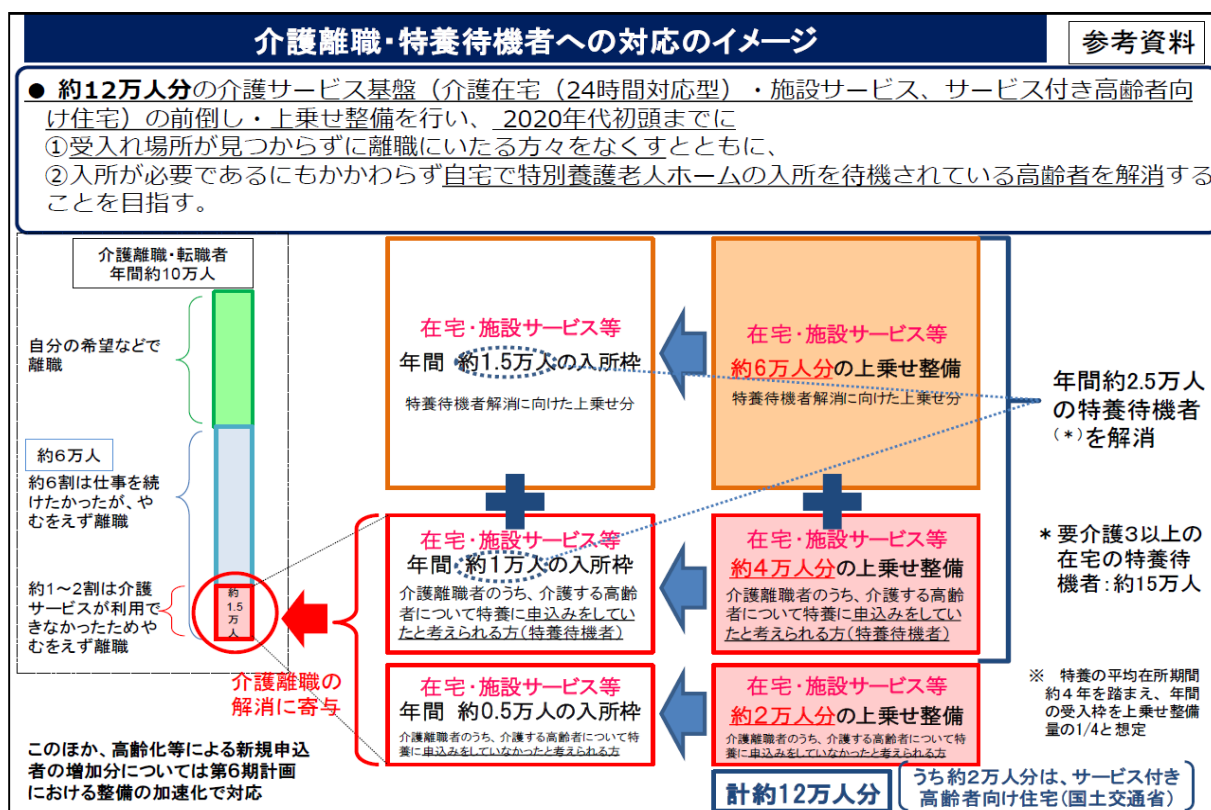 介護離職・特養待機者への対応のイメージ
参考資料
● 約12万人分の介護サービス基盤（介護在宅（24時間対応型）・施設サービス、サービス付き高齢者向
け住宅）の前倒し・上乗せ整備を行い、 2020年代初頭までに
①受入れ場所が見つからずに離職にいたる方々をなくすとともに、
②入所が必要であるにもかかわらず自宅で特別養護老人ホームの入所を待機されている高齢者を解消する
ことを目指す。
介護離職・転職者
年間約10万人
自分の希望などで
離職
約6万人
約6割は仕事を続
けたかったが、や
むをえず離職
約1～2割は介護
サービスが利用で
きなかったためや
むをえず離職
約
1.5
万
人
介護離職の
解消に寄与
このほか、高齢化等による新規申込
者の増加分については第6期計画
における整備の加速化で対応
在宅・施設サービス等
年間 約1.5万人の入所枠
特養待機者解消に向けた上乗せ分
在宅・施設サービス等
約6万人分の上乗せ整備
特養待機者解消に向けた上乗せ分
在宅・施設サービス等
年間 約1万人の入所枠
介護離職者のうち、介護する高齢
者について特養に申込みをしてい
たと考えられる方（特養待機者）
在宅・施設サービス等
約4万人分の上乗せ整備
介護離職者のうち、介護する高齢
者について特養に申込みをしてい
たと考えられる方（特養待機者）
在宅・施設サービス等
年間 約0.5万人の入所枠
介護離職者のうち、介護する高齢者について特
養に申込みをしていなかったと考えられる方
在宅・施設サービス等
約2万人分の上乗せ整備
介護離職者のうち、介護する高齢者について特
養に申込みをしていなかったと考えられる方
年間約2.5万人
の特養待機者
（*）を解消
* 要介護３以上の
在宅の特養待
機者：約15万人
※ 特養の平均在所期間
約４年を踏まえ、年間
の受入枠を上乗せ整備
量の1/4と想定
計約12万人分
うち約2万人分は、サービス付き
高齢者向け住宅（国土交通省）